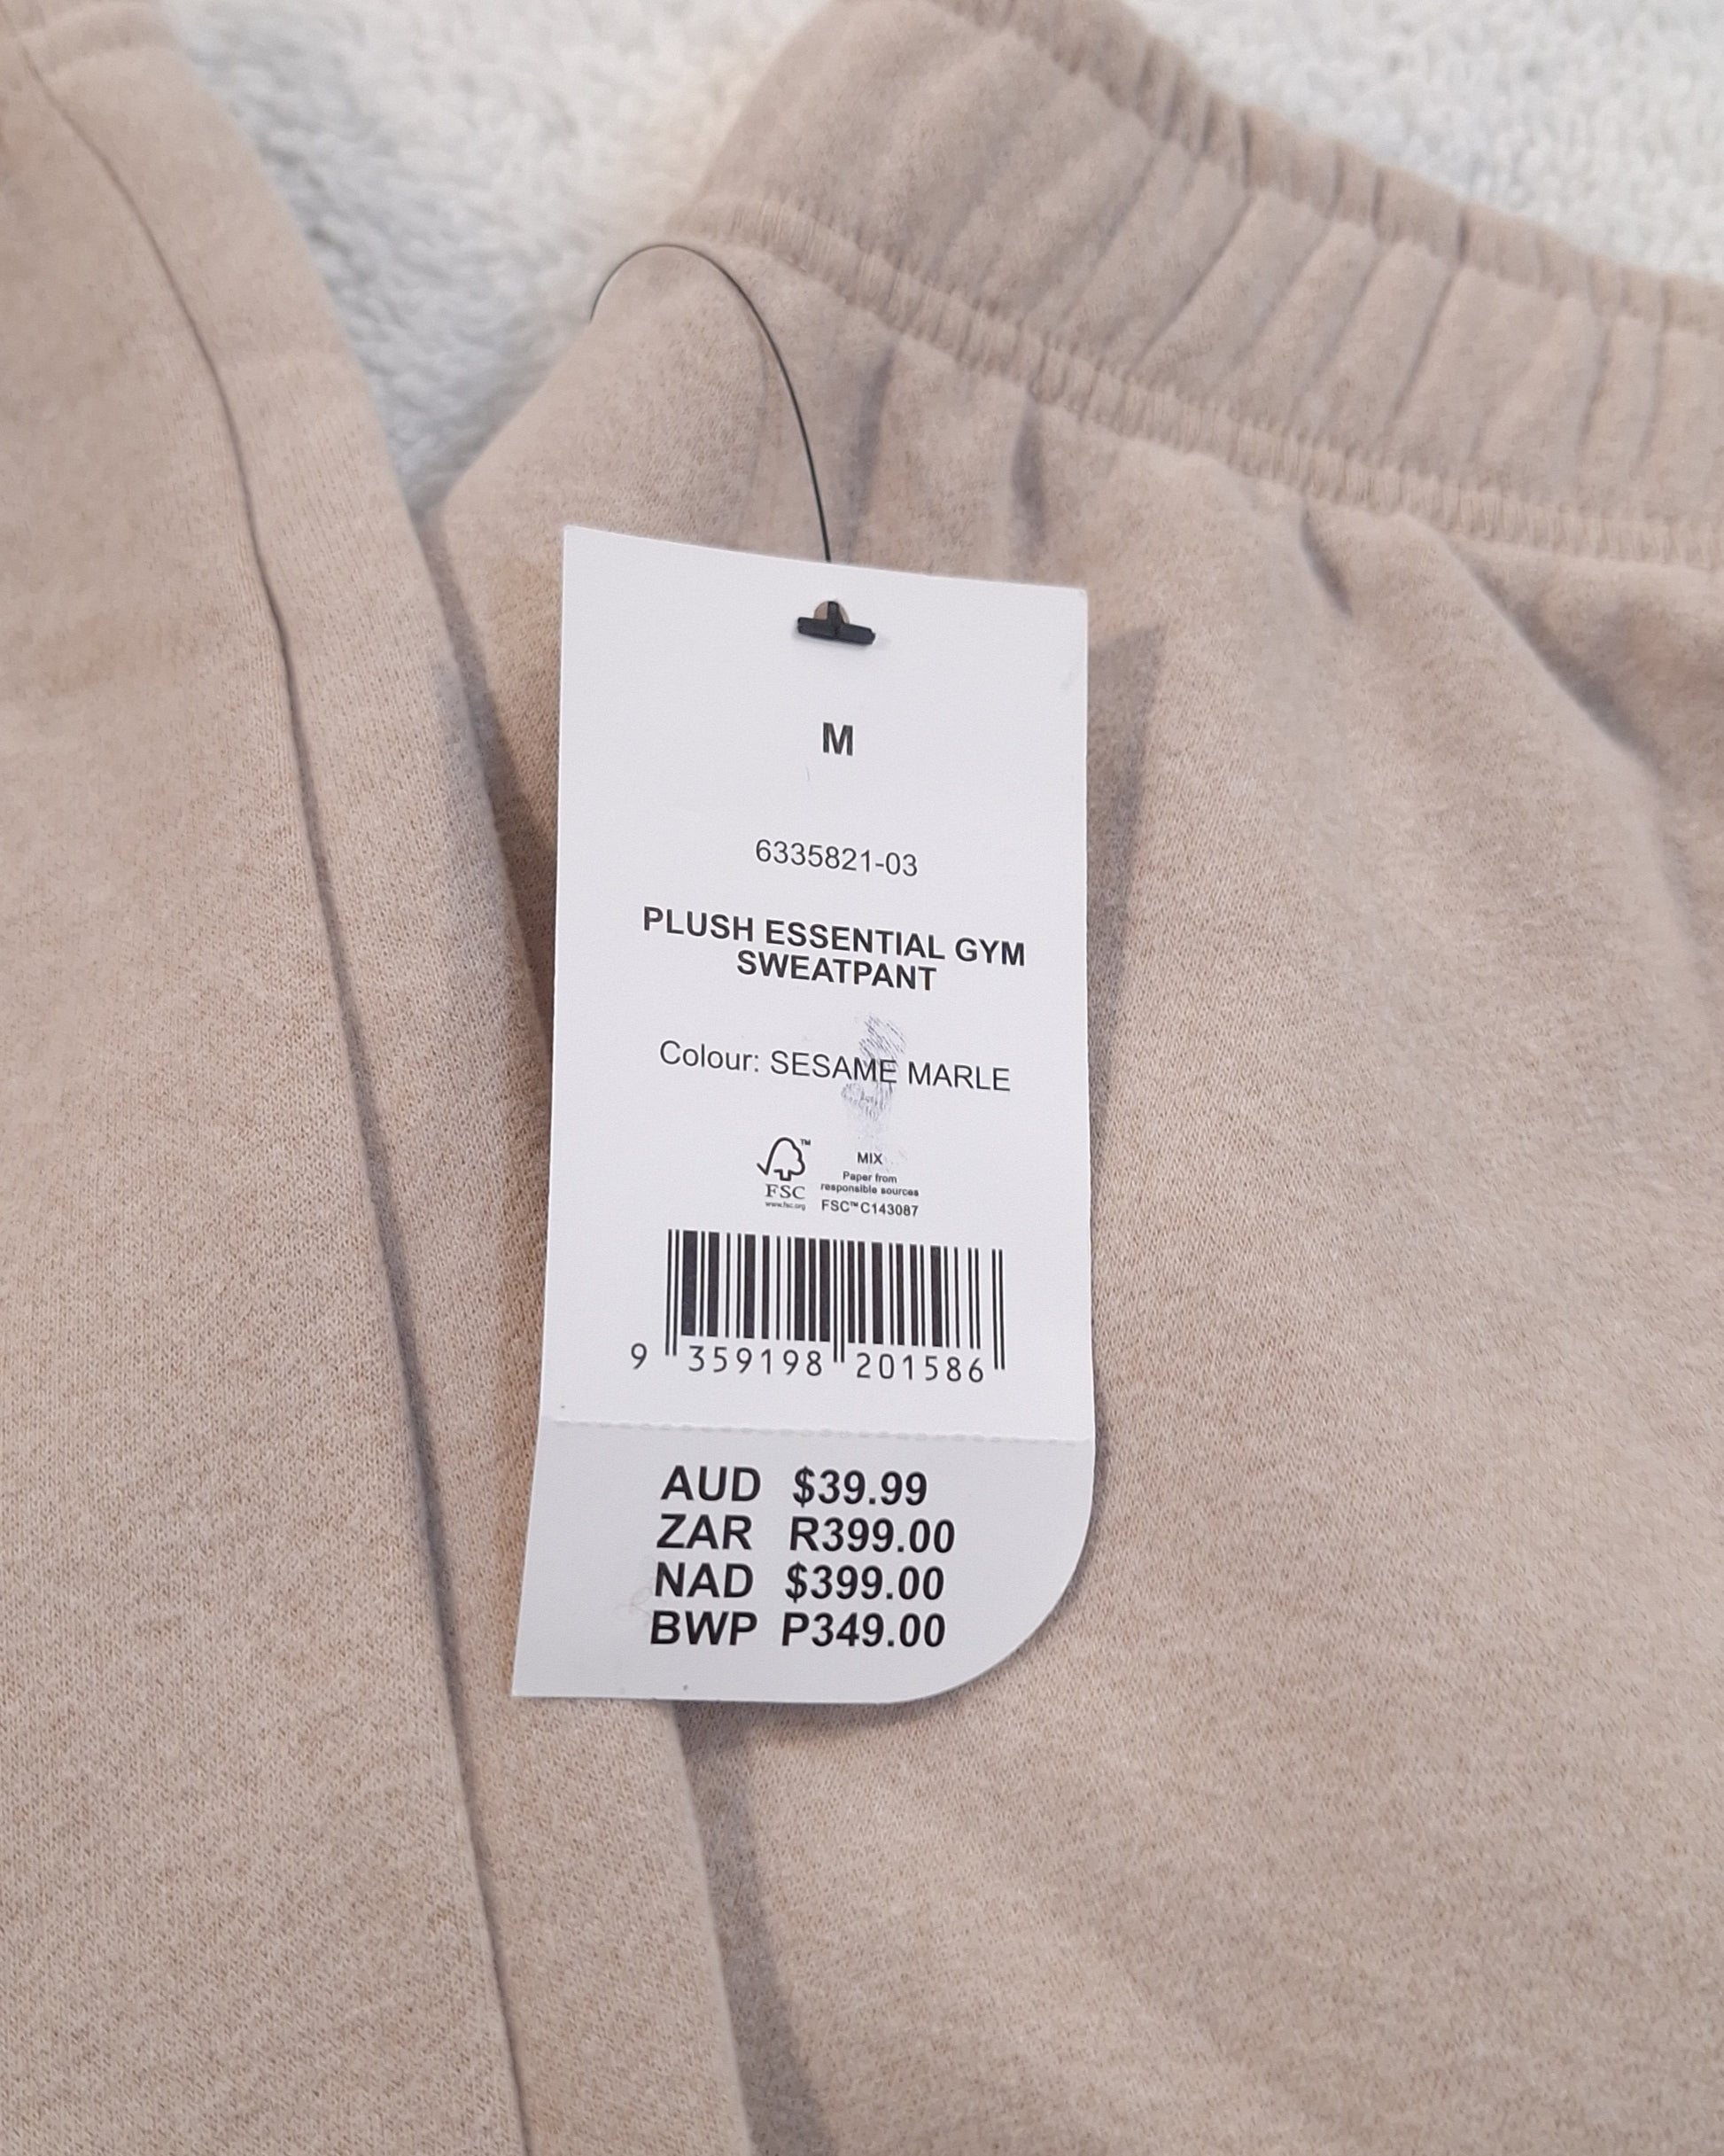 M
6335821-03
PLUSH ESSENTIAL GYM
SWEATPANT
Colour: SESAME MARLE
FSC™
www.fsc.org
MIX
Paper from
responsible sources
FSC™ C143087
9 359198 201586
AUD $39.99
ZAR R399.00
NAD $399.00
BWP P349.00